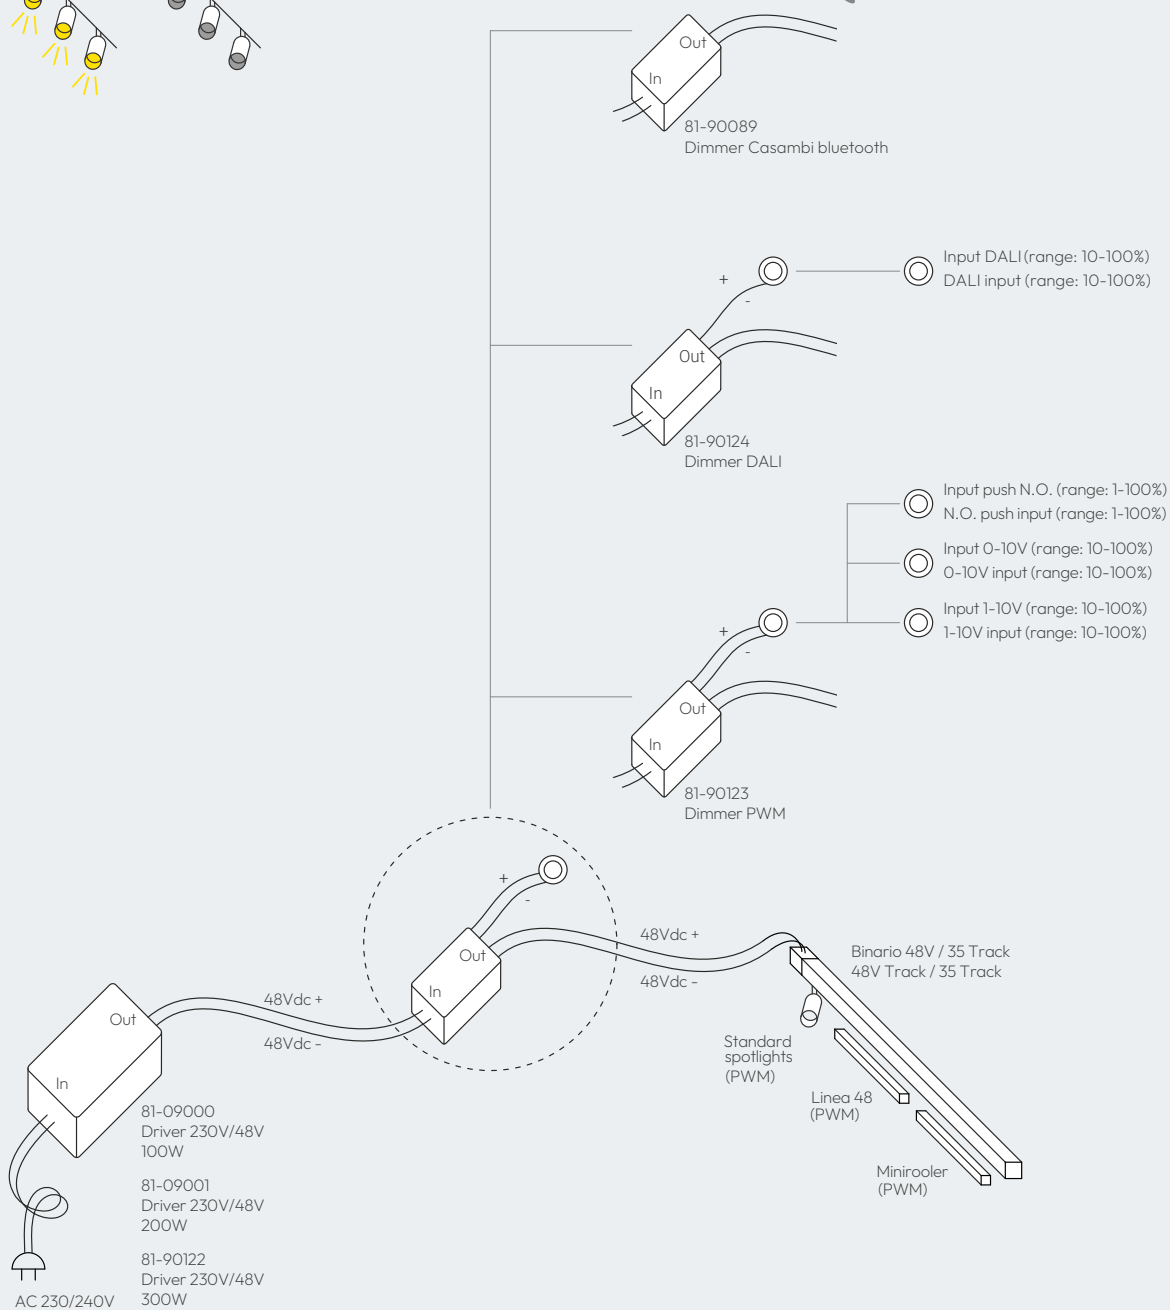 Out
In
81-90089
Dimmer Casambi bluetooth
Input DALI (range: 10-100%)
DALI input (range: 10-100%)
+
-
Out
In
81-90124
Dimmer DALI
Input push N.O. (range: 1-100%)
N.O. push input (range: 1-100%)
Input 0-10V (range: 10-100%)
0-10V input (range: 10-100%)
Input 1-10V (range: 10-100%)
1-10V input (range: 10-100%)
+
-
Out
In
81-90123
Dimmer PWM
+
-
Out
In
48Vdc +
48Vdc -
Binario 48V / 35 Track
48V Track / 35 Track
48Vdc +
48Vdc -
Out
In
Standard
spotlights
(PWM)
Linea 48
(PWM)
Minirooler
(PWM)
81-09000
Driver 230V/48V
100W
81-09001
Driver 230V/48V
200W
81-90122
Driver 230V/48V
300W
AC 230/240V